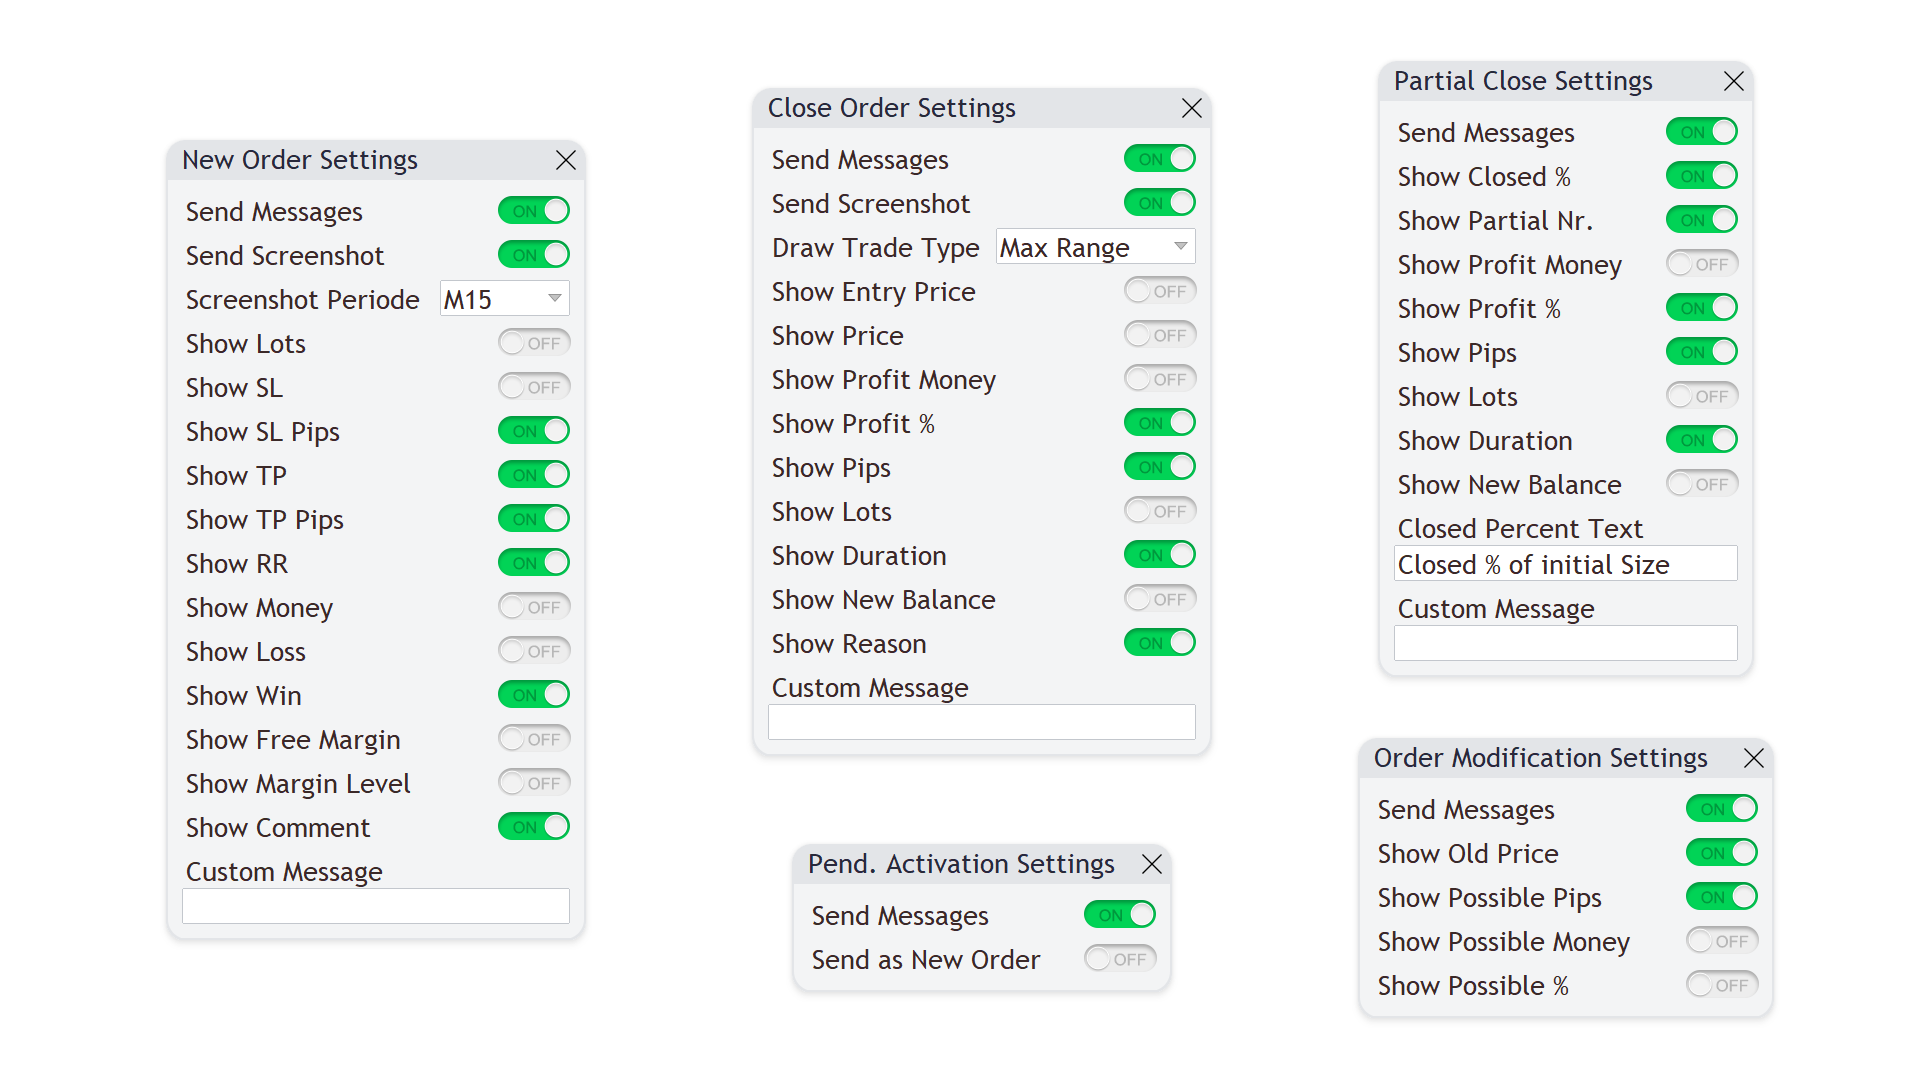 New Order Settings
Send Messages ON
Send Screenshot ON
Screenshot Periode M15
Show Lots OFF
Show SL OFF
Show SL Pips ON
Show TP ON
Show TP Pips ON
Show RR ON
Show Money OFF
Show Loss OFF
Show Win ON
Show Free Margin OFF
Show Margin Level OFF
Show Comment ON
Custom Message
Close Order Settings
Send Messages ON
Send Screenshot ON
Draw Trade Type Max Range
Show Entry Price OFF
Show Price OFF
Show Profit Money OFF
Show Profit % ON
Show Pips ON
Show Lots OFF
Show Duration ON
Show New Balance OFF
Show Reason ON
Custom Message
Pend. Activation Settings
Send Messages ON
Send as New Order OFF
Partial Close Settings
Send Messages ON
Show Closed % ON
Show Partial Nr. ON
Show Profit Money OFF
Show Profit % ON
Show Pips ON
Show Lots OFF
Show Duration ON
Show New Balance OFF
Closed Percent Text
Closed % of initial Size
Custom Message
Order Modification Settings
Send Messages ON
Show Old Price ON
Show Possible Pips ON
Show Possible Money OFF
Show Possible % OFF